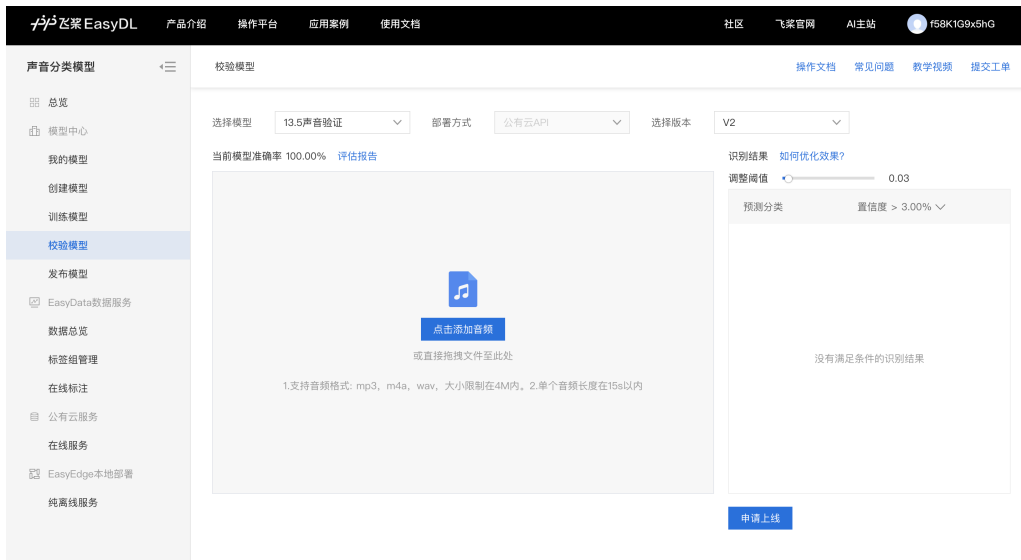 飞桨 EasyDL 产品介绍 操作平台 应用案例 使用文档 社区 飞桨官网 AI主站 f58K1G9x5hG
声音分类模型
总览
模型中心
我的模型
创建模型
训练模型
校验模型
发布模型
EasyData数据服务
数据总览
标签组管理
在线标注
公有云服务
在线服务
EasyEdge本地部署
纯离线服务
校验模型 操作文档 常见问题 教学视频 提交工单
选择模型 13.5声音验证 部署方式 公有云API 选择版本 V2
当前模型准确率 100.00% 评估报告
点击添加音频
或直接拖拽文件至此处
1.支持音频格式: mp3，m4a，wav，大小限制在4M内。2.单个音频长度在15s以内
识别结果 如何优化效果?
调整阈值 0.03
预测分类 置信度 > 3.00%
没有满足条件的识别结果
申请上线